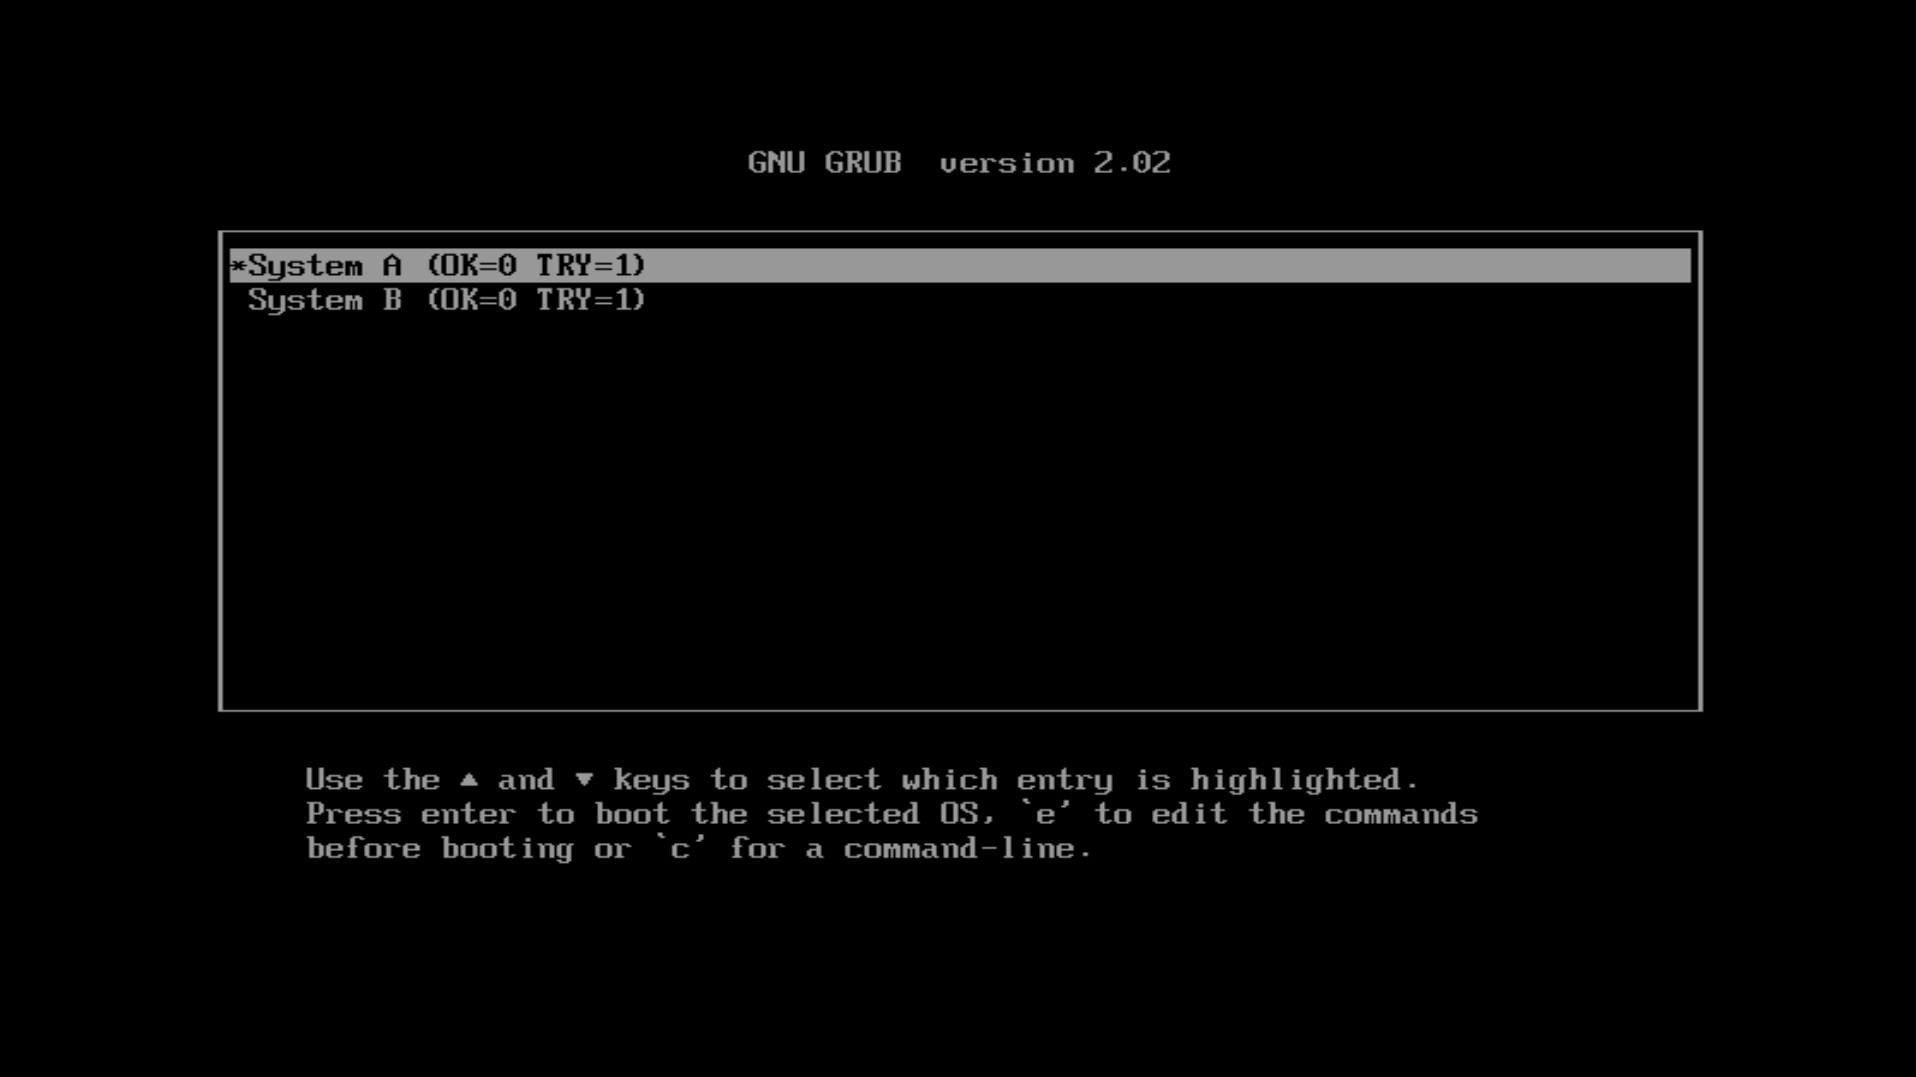 GNU GRUB  version 2.02
*System A (OK=0 TRY=1)
System B (OK=0 TRY=1)
Use the ▲ and ▼ keys to select which entry is highlighted.
Press enter to boot the selected OS, `e' to edit the commands
before booting or `c' for a command-line.